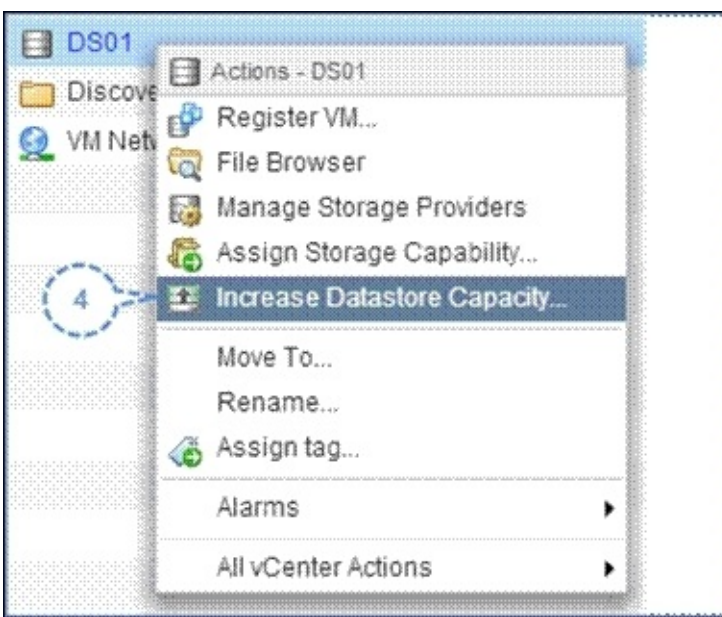 DS01
Actions - DS01
Discove
Register VM...
VM Netw
File Browser
Manage Storage Providers
Assign Storage Capability...
4
Increase Datastore Capacity...
Move To...
Rename...
Assign tag...
Alarms
All vCenter Actions